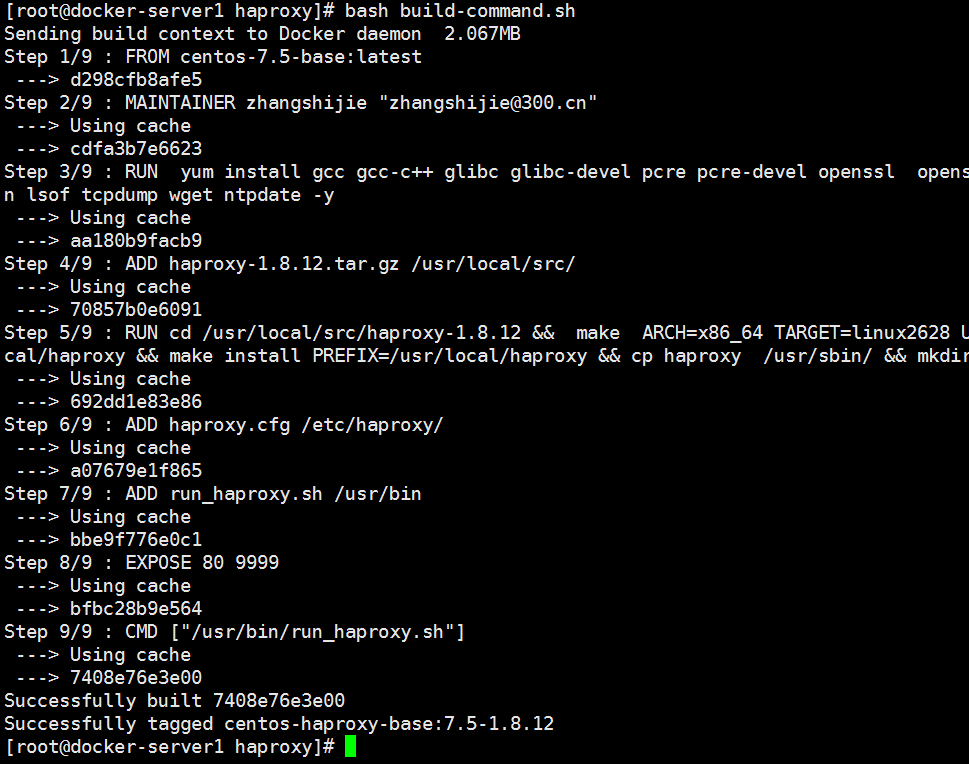 [root@docker-server1 haproxy]# bash build-command.sh
Sending build context to Docker daemon  2.067MB
Step 1/9 : FROM centos-7.5-base:latest
 ---> d298cfb8afe5
Step 2/9 : MAINTAINER zhangshijie "zhangshijie@300.cn"
 ---> Using cache
 ---> cdfa3b7e6623
Step 3/9 : RUN  yum install gcc gcc-c++ glibc glibc-devel pcre pcre-devel openssl  opens
n lsof tcpdump wget ntpdate -y
 ---> Using cache
 ---> aa180b9facb9
Step 4/9 : ADD haproxy-1.8.12.tar.gz /usr/local/src/
 ---> Using cache
 ---> 70857b0e6091
Step 5/9 : RUN cd /usr/local/src/haproxy-1.8.12 &&  make  ARCH=x86_64 TARGET=linux2628 U
cal/haproxy && make install PREFIX=/usr/local/haproxy && cp haproxy  /usr/sbin/ && mkdir
 ---> Using cache
 ---> 692dd1e83e86
Step 6/9 : ADD haproxy.cfg /etc/haproxy/
 ---> Using cache
 ---> a07679e1f865
Step 7/9 : ADD run_haproxy.sh /usr/bin
 ---> Using cache
 ---> bbe9f776e0c1
Step 8/9 : EXPOSE 80 9999
 ---> Using cache
 ---> bfbc28b9e564
Step 9/9 : CMD ["/usr/bin/run_haproxy.sh"]
 ---> Using cache
 ---> 7408e76e3e00
Successfully built 7408e76e3e00
Successfully tagged centos-haproxy-base:7.5-1.8.12
[root@docker-server1 haproxy]#